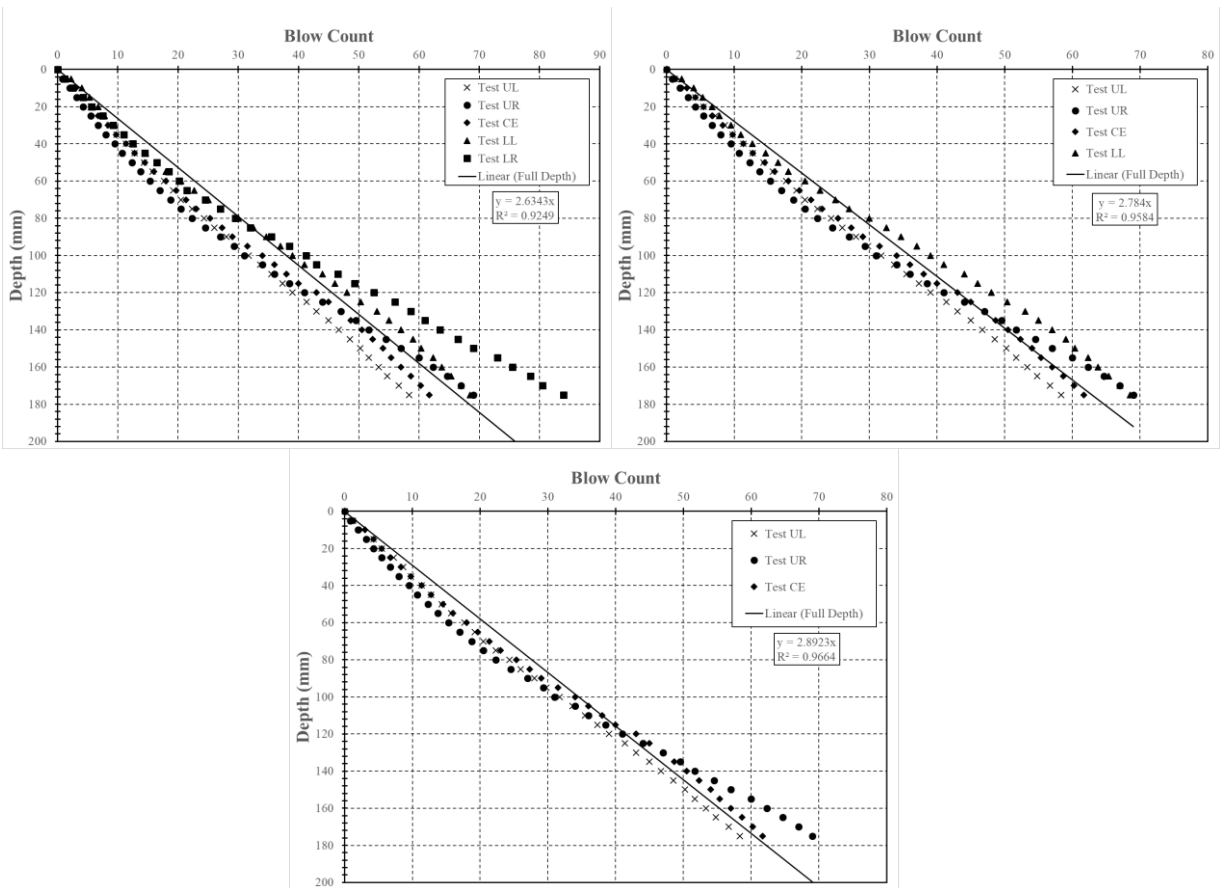 Blow Count
0 10 20 30 40 50 60 70 80 90
0
20
40
60
80
100
120
140
160
180
200
Depth (mm)
Test UL
Test UR
Test CE
Test LL
Test LR
Linear (Full Depth)
y = 2.6343x
R² = 0.9249
Blow Count
0 10 20 30 40 50 60 70 80
0
20
40
60
80
100
120
140
160
180
200
Depth (mm)
Test UL
Test UR
Test CE
Test LL
Linear (Full Depth)
y = 2.784x
R² = 0.9584
Blow Count
0 10 20 30 40 50 60 70 80
0
20
40
60
80
100
120
140
160
180
200
Depth (mm)
Test UL
Test UR
Test CE
Linear (Full Depth)
y = 2.8923x
R² = 0.9664